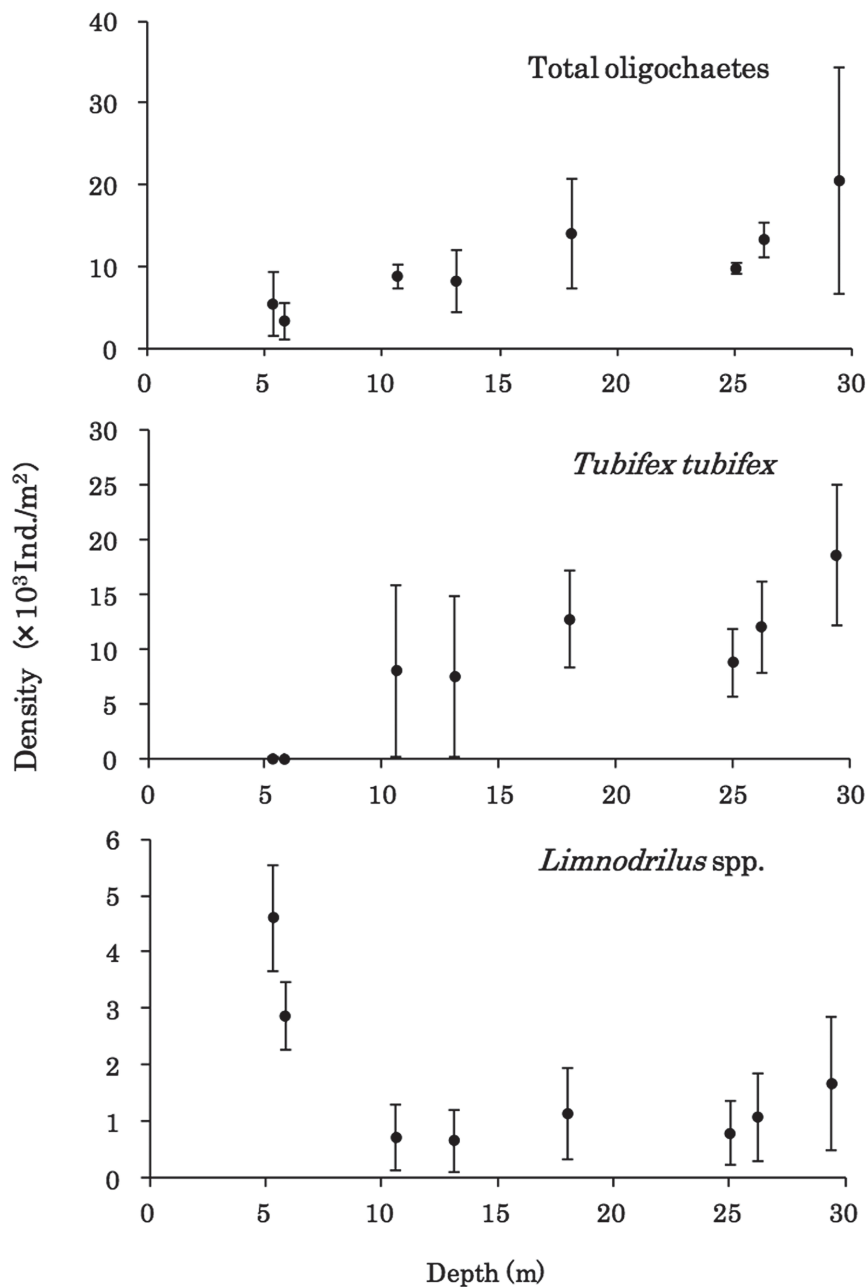 Total oligochaetes
40
30
20
10
0
0 5 10 15 20 25 30
Tubifex tubifex
30
25
20
15
10
5
0
0 5 10 15 20 25 30
Density (×10³Ind./m²)
Limnodrilus spp.
6
5
4
3
2
1
0
0 5 10 15 20 25 30
Depth (m)